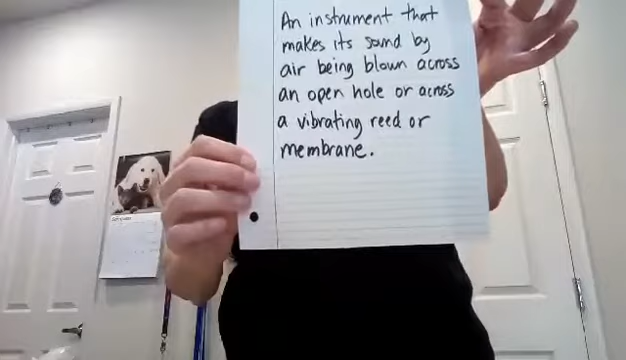 An instrument that
makes its sound by
air being blown across
an open hole or across
a vibrating reed or
membrane.